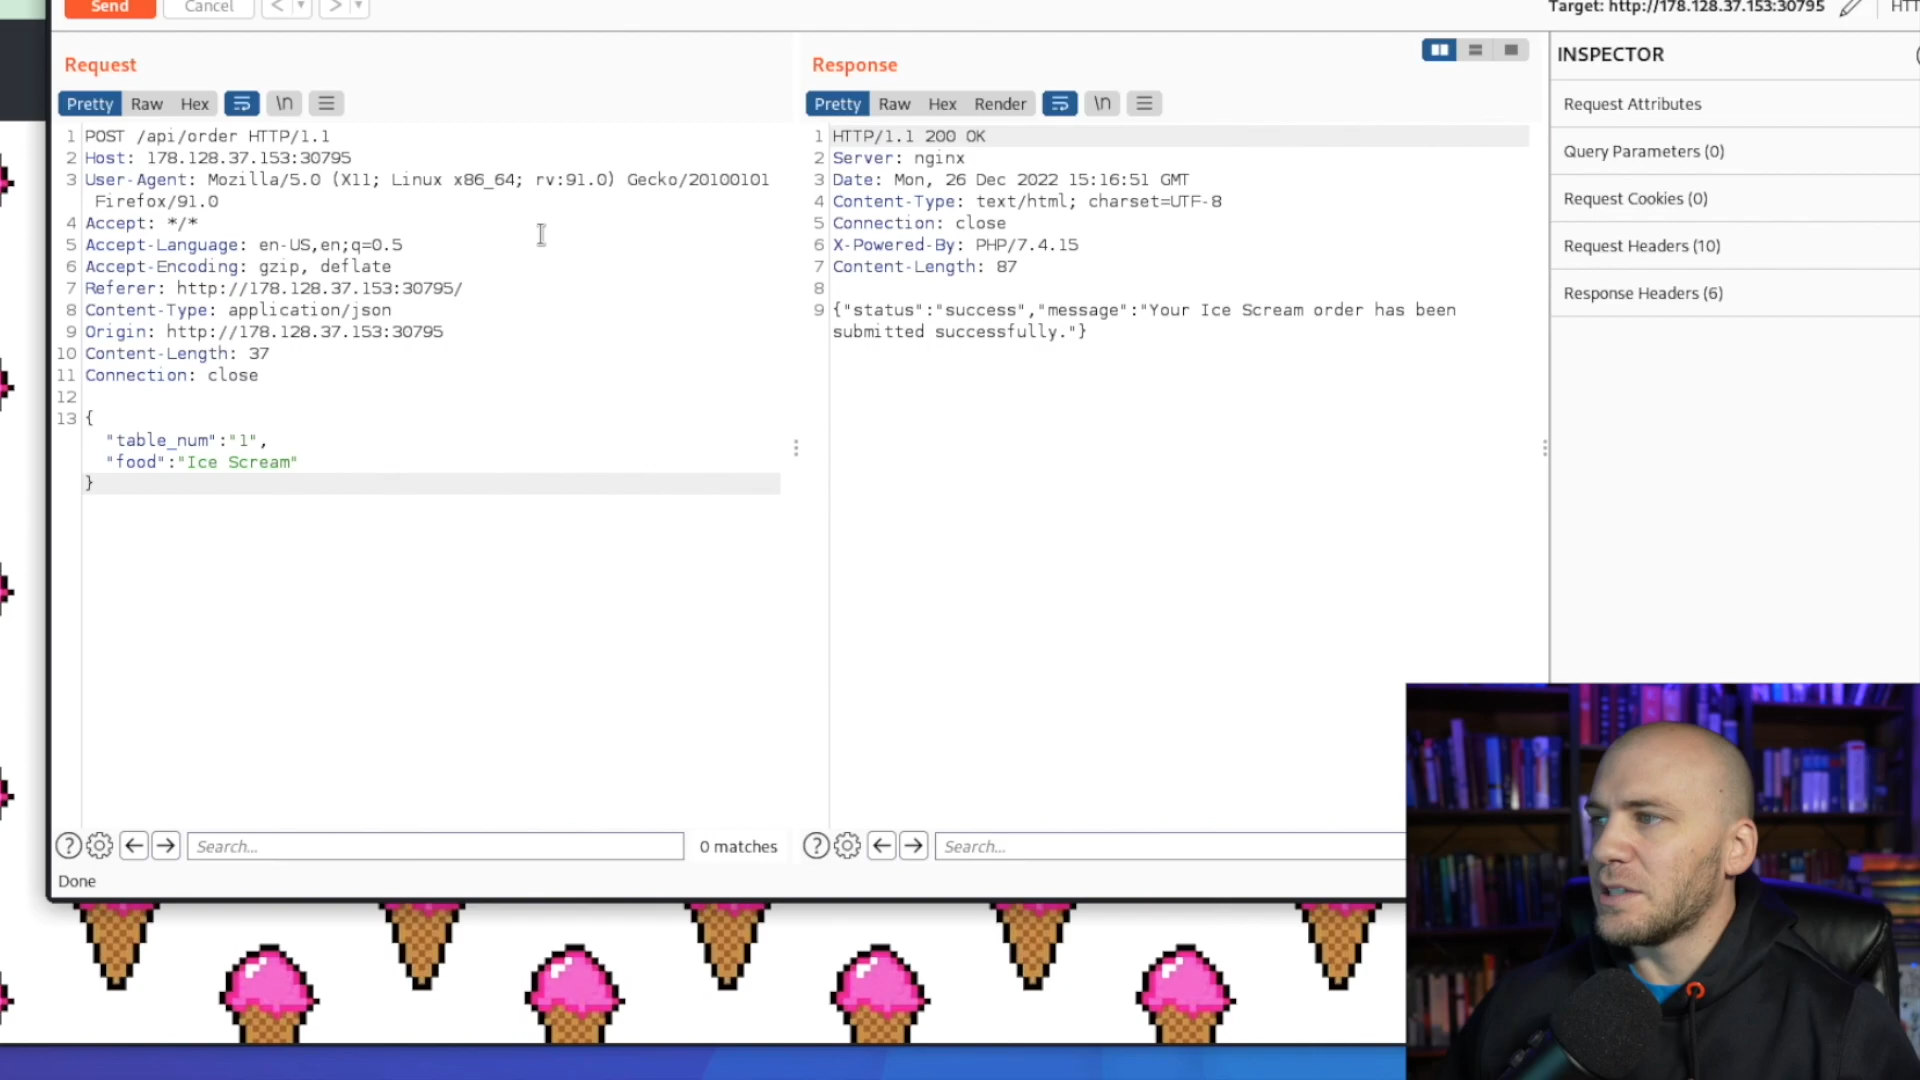 Send
Cancel
< ▾
> ▾
Target: http://178.128.37.153:30795
HTT
Request
Pretty Raw Hex \n
1 POST /api/order HTTP/1.1
2 Host: 178.128.37.153:30795
3 User-Agent: Mozilla/5.0 (X11; Linux x86_64; rv:91.0) Gecko/20100101
Firefox/91.0
4 Accept: */*
5 Accept-Language: en-US,en;q=0.5
6 Accept-Encoding: gzip, deflate
7 Referer: http://178.128.37.153:30795/
8 Content-Type: application/json
9 Origin: http://178.128.37.153:30795
10 Content-Length: 37
11 Connection: close
12
13 {
"table_num":"1",
"food":"Ice Scream"
}
Search...
0 matches
Done
Response
Pretty Raw Hex Render \n
1 HTTP/1.1 200 OK
2 Server: nginx
3 Date: Mon, 26 Dec 2022 15:16:51 GMT
4 Content-Type: text/html; charset=UTF-8
5 Connection: close
6 X-Powered-By: PHP/7.4.15
7 Content-Length: 87
8
9 {"status":"success","message":"Your Ice Scream order has been
submitted successfully."}
Search...
INSPECTOR
Request Attributes
Query Parameters (0)
Request Cookies (0)
Request Headers (10)
Response Headers (6)